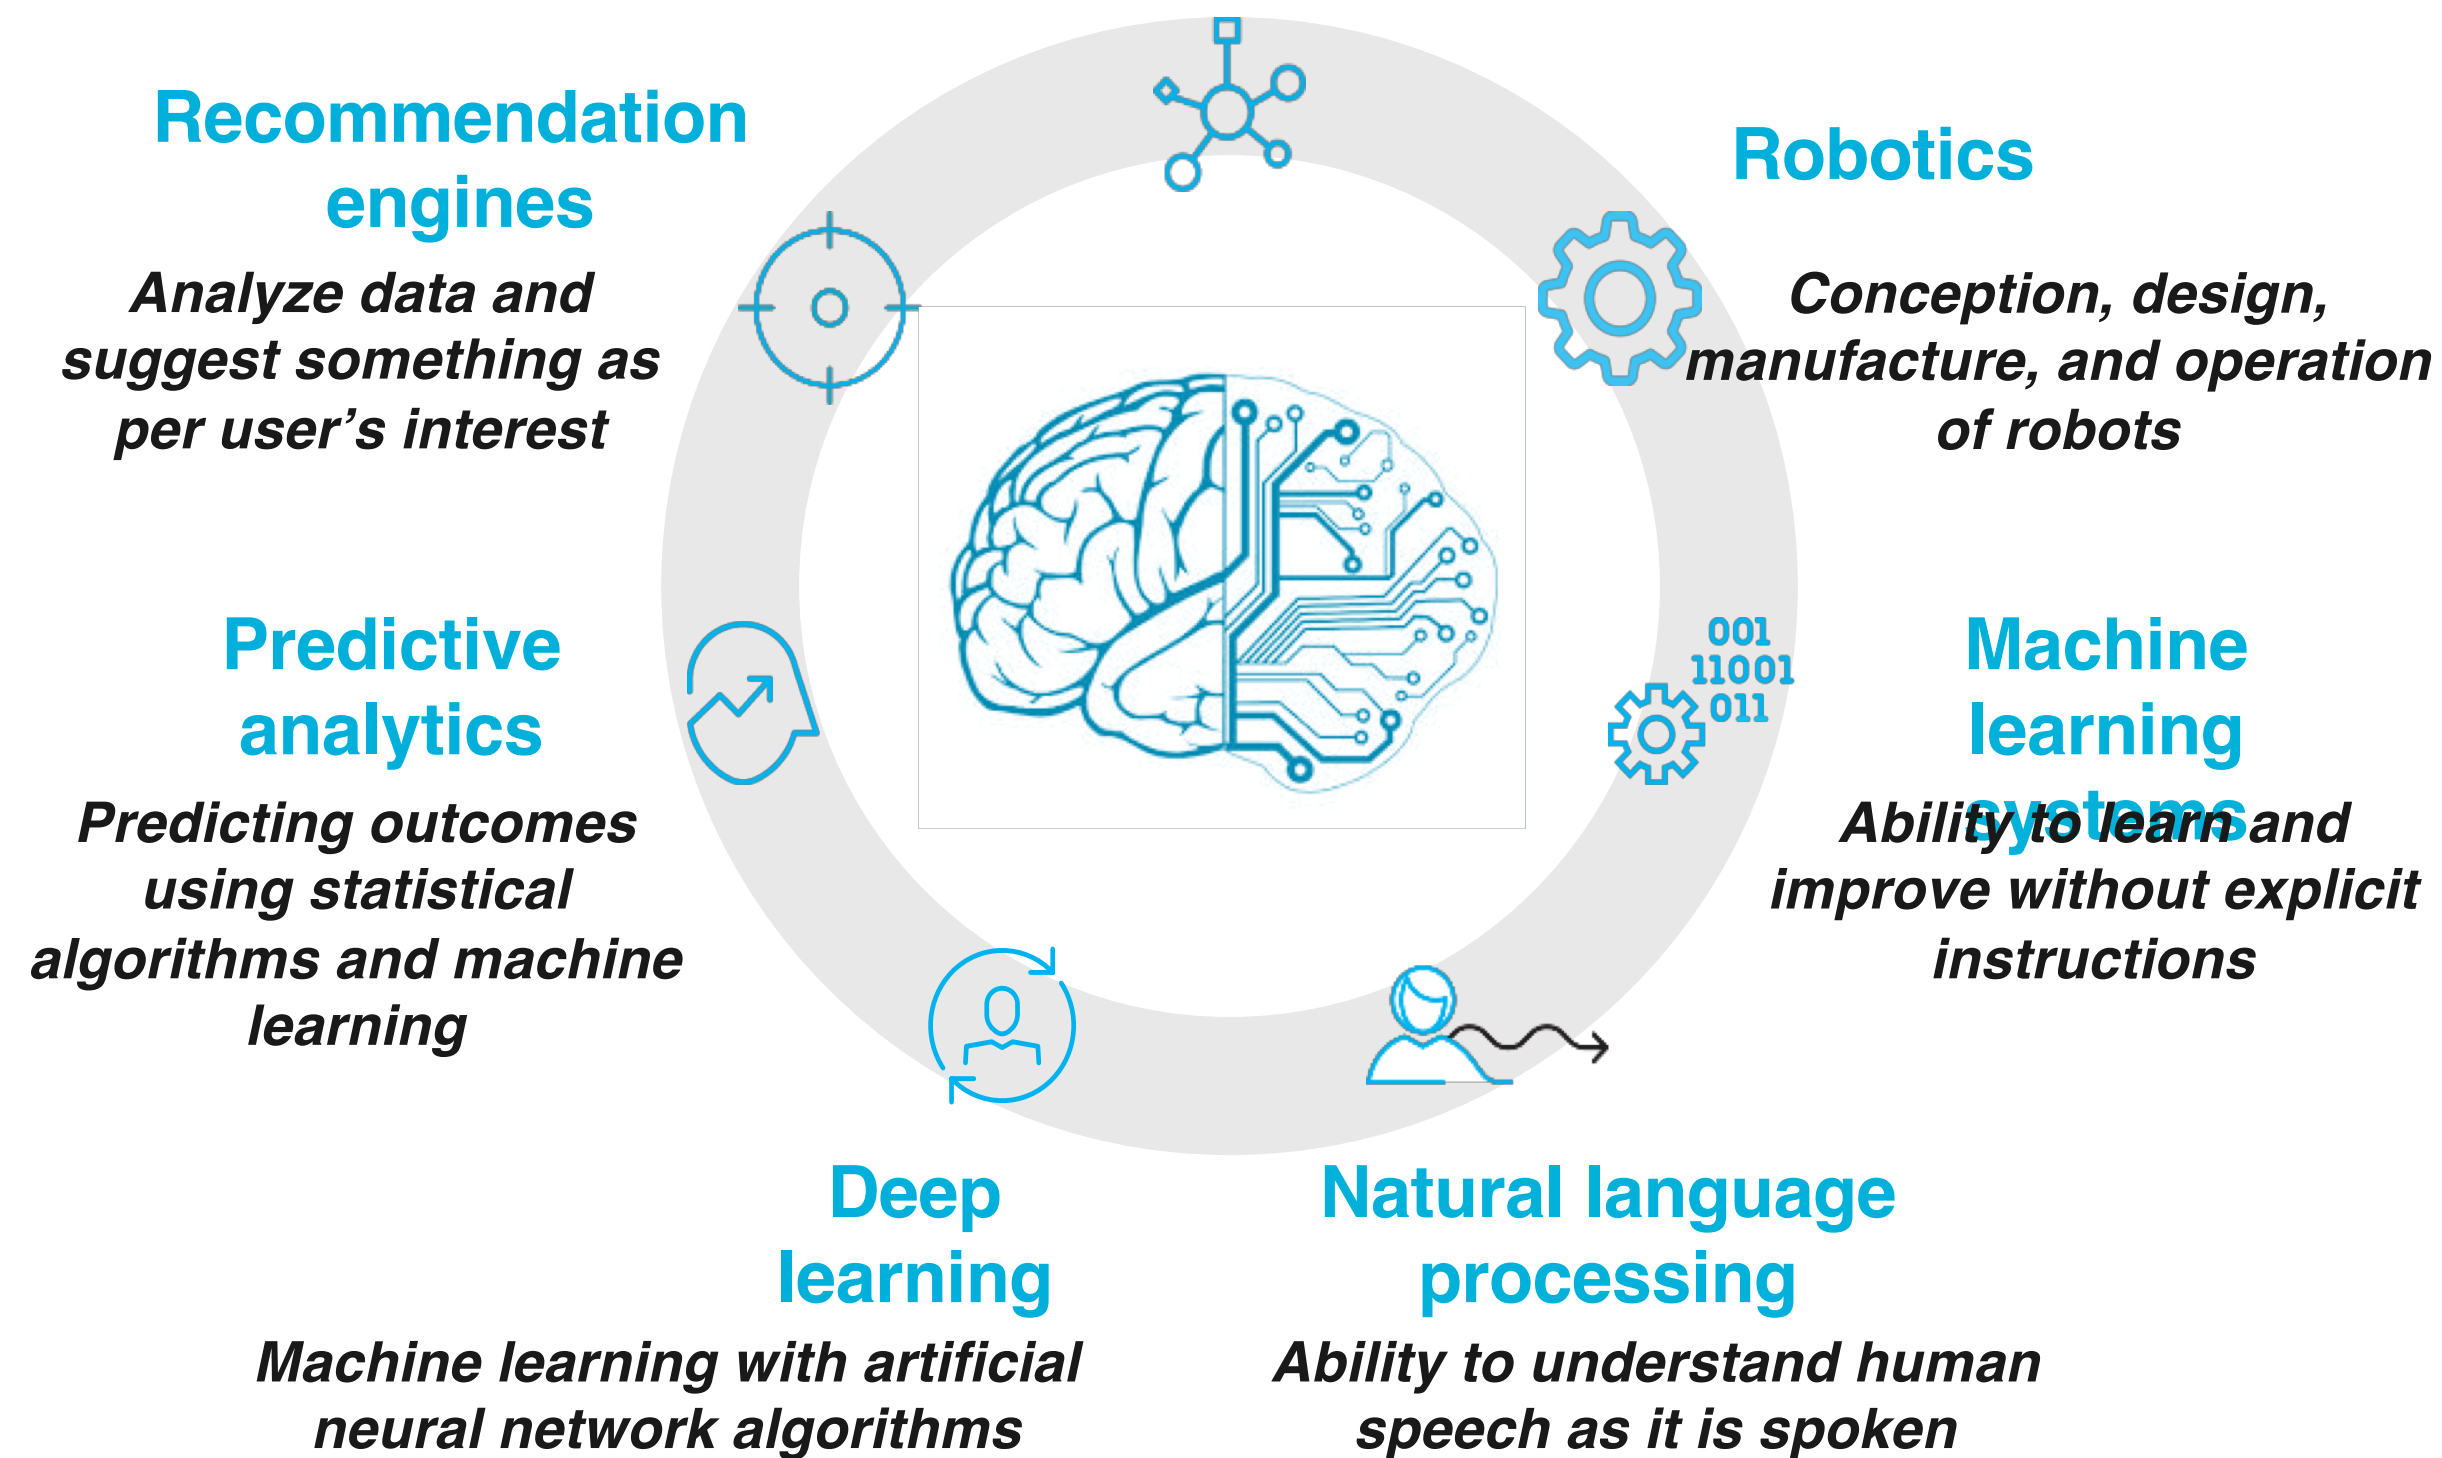 Recommendation
engines
Analyze data and
suggest something as
per user’s interest
Robotics
Conception, design,
manufacture, and operation
of robots
Predictive
analytics
Predicting outcomes
using statistical
algorithms and machine
learning
001
11001
011
Machine
learning
systems
Ability to learn and
improve without explicit
instructions
Deep
learning
Machine learning with artificial
neural network algorithms
Natural language
processing
Ability to understand human
speech as it is spoken